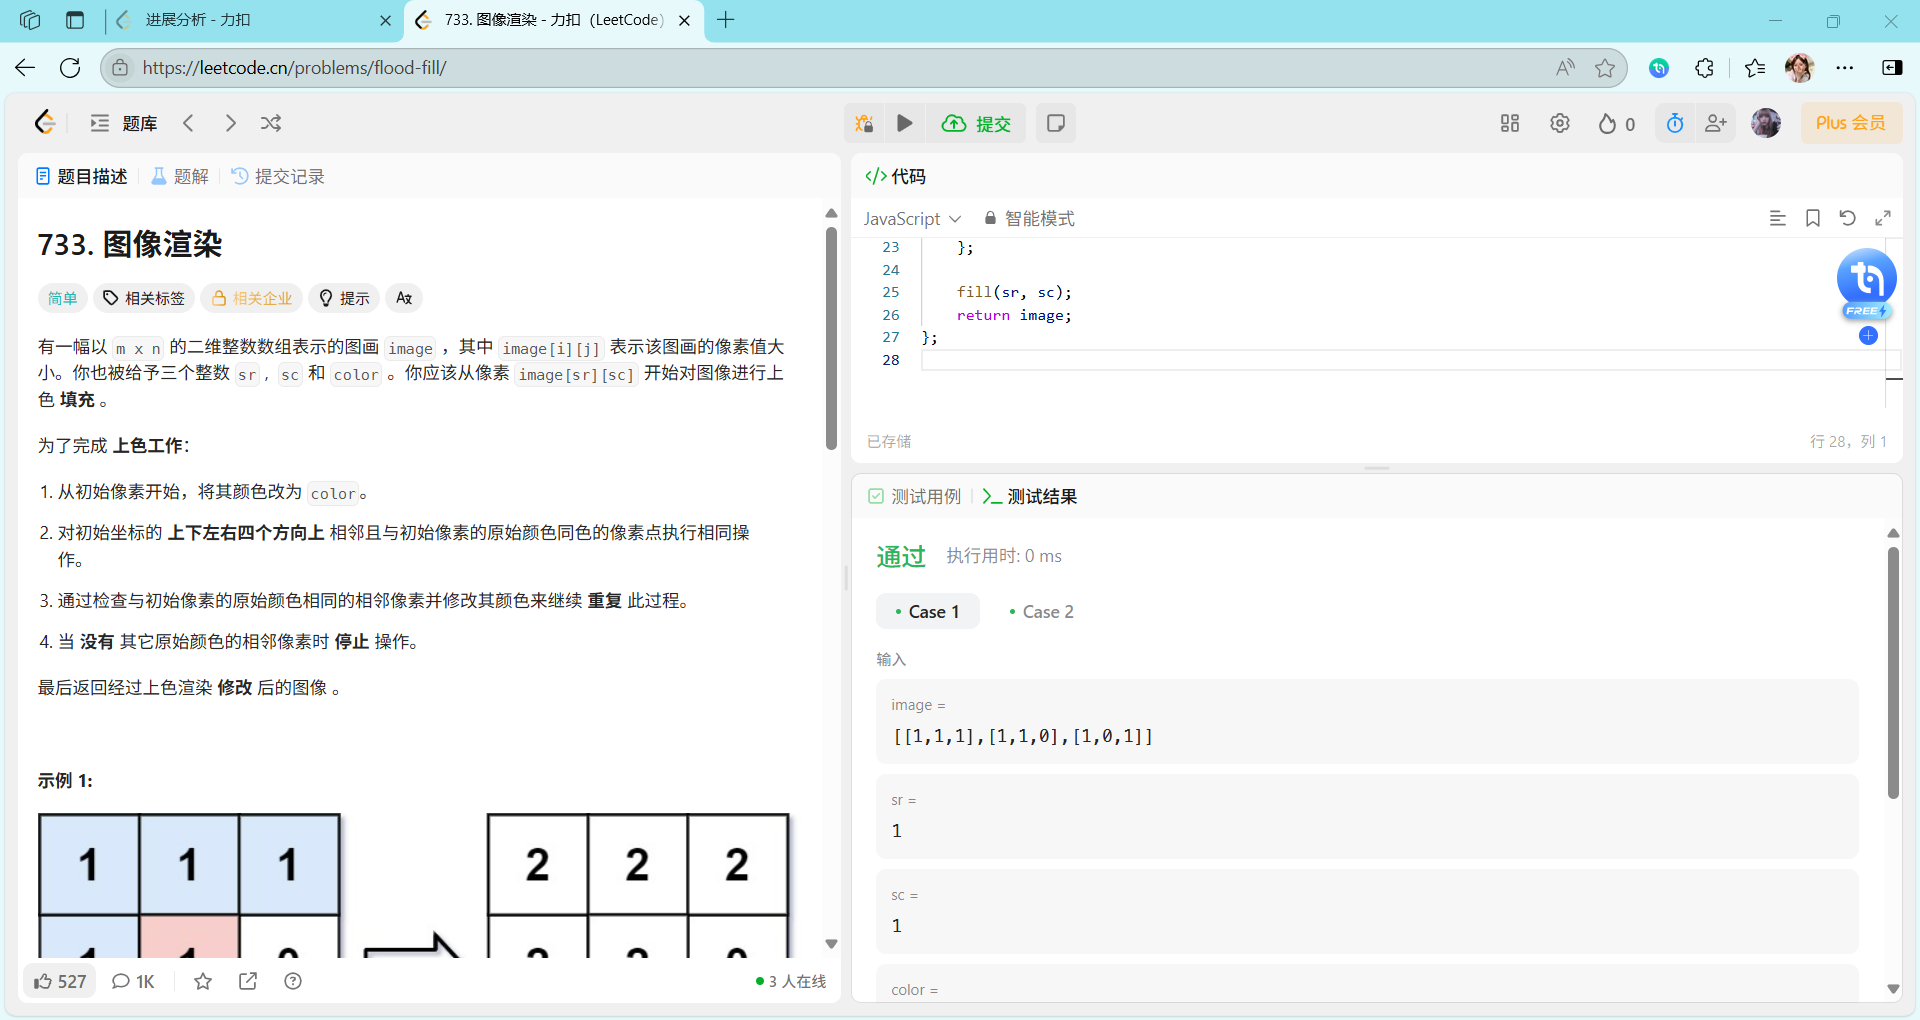 进展分析 - 力扣
733. 图像渲染 - 力扣（LeetCode）
https://leetcode.cn/problems/flood-fill/
题库
提交
0
Plus 会员
题目描述
题解
提交记录
733. 图像渲染
简单
相关标签
相关企业
提示
有一幅以 m x n 的二维整数数组表示的图画 image ，其中 image[i][j] 表示该图画的像素值大
小。你也被给予三个整数 sr , sc 和 color 。你应该从像素 image[sr][sc] 开始对图像进行上
色 填充 。
为了完成 上色工作：
1. 从初始像素开始，将其颜色改为 color。
2. 对初始坐标的 上下左右四个方向上 相邻且与初始像素的原始颜色同色的像素点执行相同操
作。
3. 通过检查与初始像素的原始颜色相同的相邻像素并修改其颜色来继续 重复 此过程。
4. 当 没有 其它原始颜色的相邻像素时 停止 操作。
最后返回经过上色渲染 修改 后的图像 。
示例 1:
1 1 1
2 2 2
1 1 0
2 2 0
527
1K
3 人在线
代码
JavaScript
智能模式
23 };
24
25 fill(sr, sc);
26 return image;
27 };
28
FREE
已存储
行 28，列 1
测试用例
测试结果
通过
执行用时: 0 ms
Case 1
Case 2
输入
image =
[[1,1,1],[1,1,0],[1,0,1]]
sr =
1
sc =
1
color =